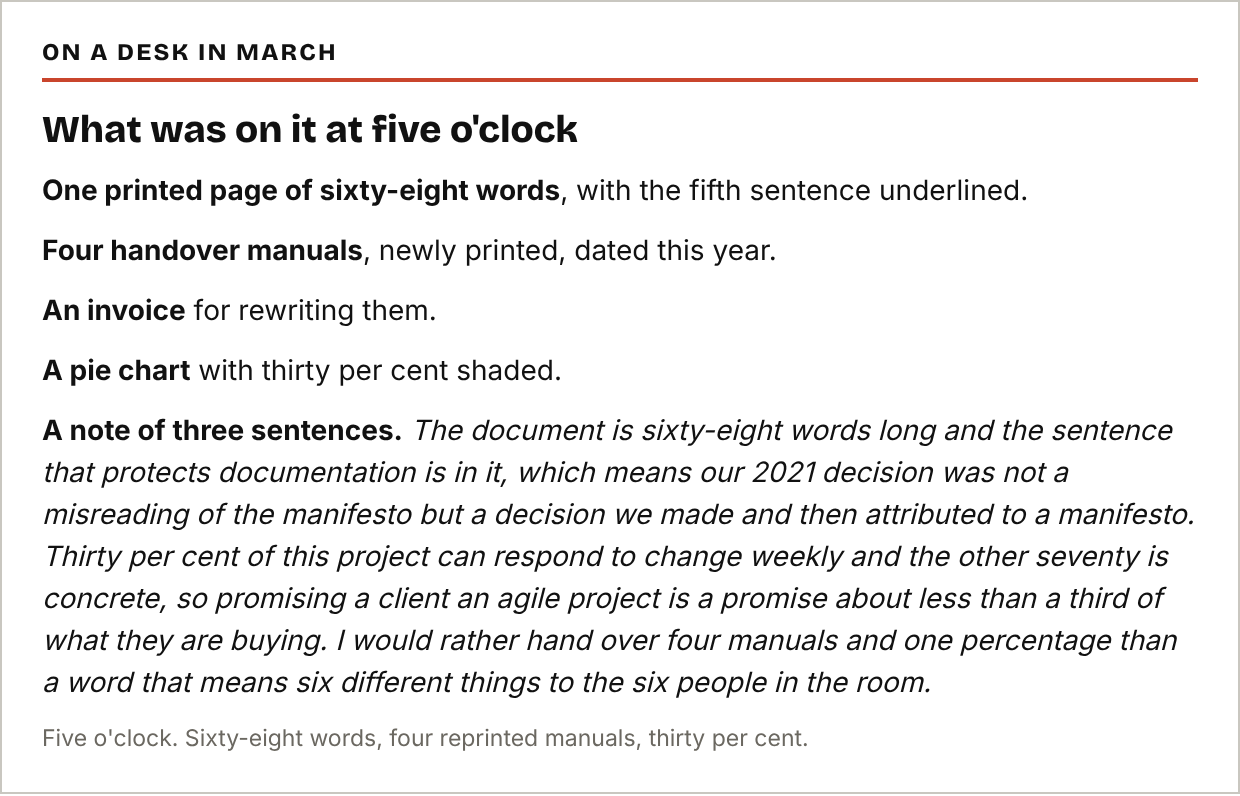 ON A DESK IN MARCH
What was on it at five o'clock
One printed page of sixty-eight words, with the fifth sentence underlined.
Four handover manuals, newly printed, dated this year.
An invoice for rewriting them.
A pie chart with thirty per cent shaded.
A note of three sentences. The document is sixty-eight words long and the sentence
that protects documentation is in it, which means our 2021 decision was not a
misreading of the manifesto but a decision we made and then attributed to a manifesto.
Thirty per cent of this project can respond to change weekly and the other seventy is
concrete, so promising a client an agile project is a promise about less than a third of
what they are buying. I would rather hand over four manuals and one percentage than
a word that means six different things to the six people in the room.
Five o'clock. Sixty-eight words, four reprinted manuals, thirty per cent.